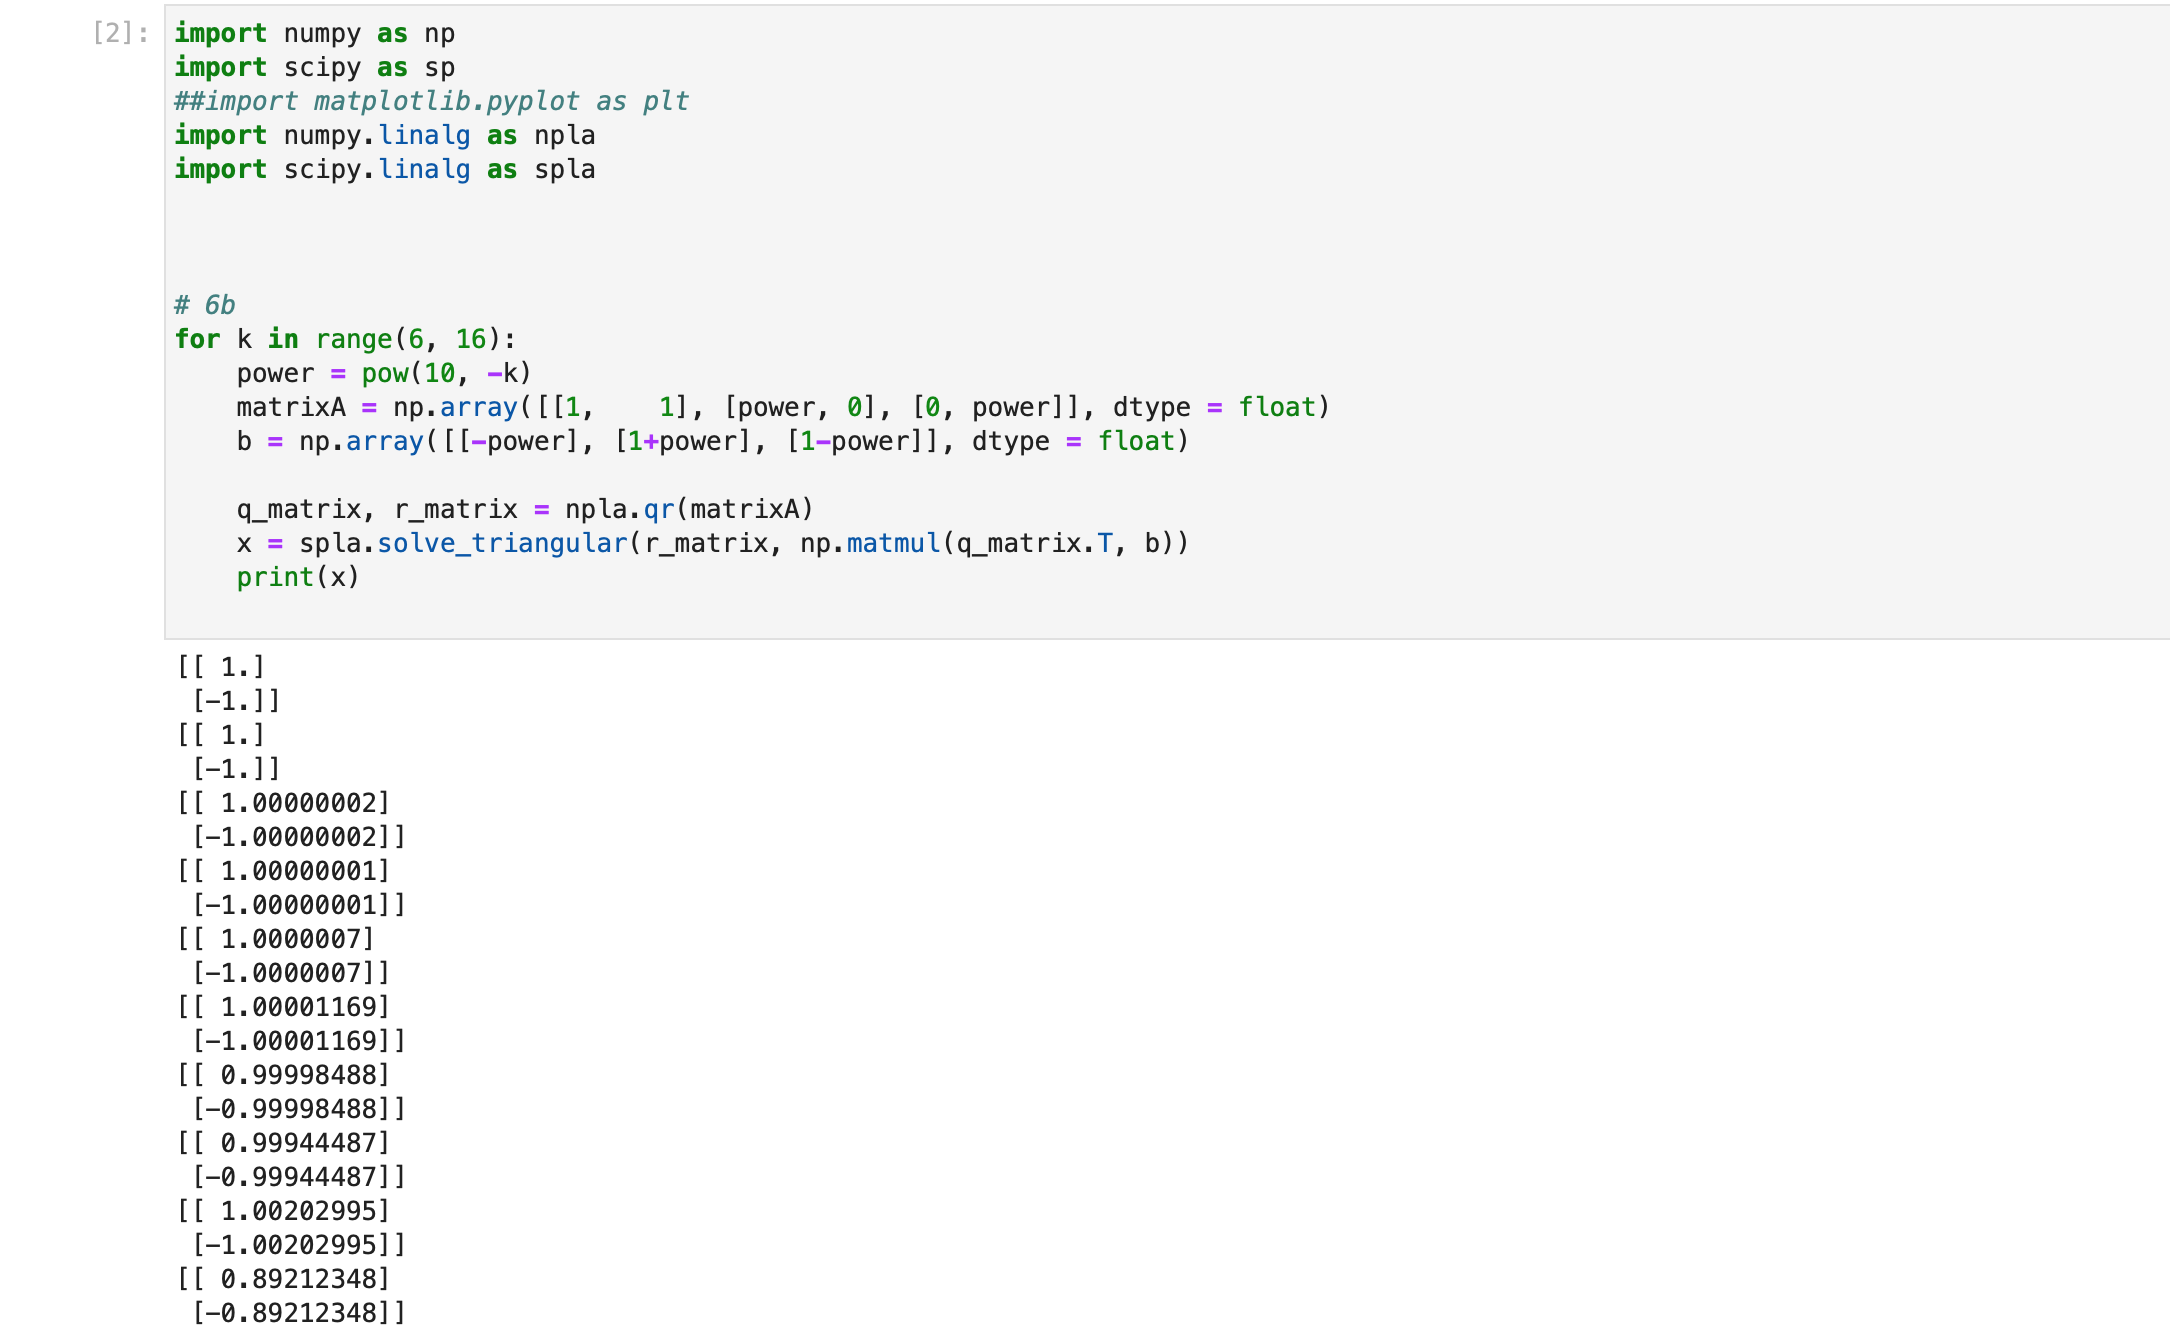 [2]: import numpy as np
import scipy as sp
##import matplotlib.pyplot as plt
import numpy.linalg as npla
import scipy.linalg as spla
# 6b
for k in range(6, 16):
    power = pow(10, -k)
    matrixA = np.array([[1,    1], [power, 0], [0, power]], dtype = float)
    b = np.array([[-power], [1+power], [1-power]], dtype = float)
    q_matrix, r_matrix = npla.qr(matrixA)
    x = spla.solve_triangular(r_matrix, np.matmul(q_matrix.T, b))
    print(x)
[[ 1.]
 [-1.]]
[[ 1.]
 [-1.]]
[[ 1.00000002]
 [-1.00000002]]
[[ 1.00000001]
 [-1.00000001]]
[[ 1.0000007]
 [-1.0000007]]
[[ 1.00001169]
 [-1.00001169]]
[[ 0.99998488]
 [-0.99998488]]
[[ 0.99944487]
 [-0.99944487]]
[[ 1.00202995]
 [-1.00202995]]
[[ 0.89212348]
 [-0.89212348]]